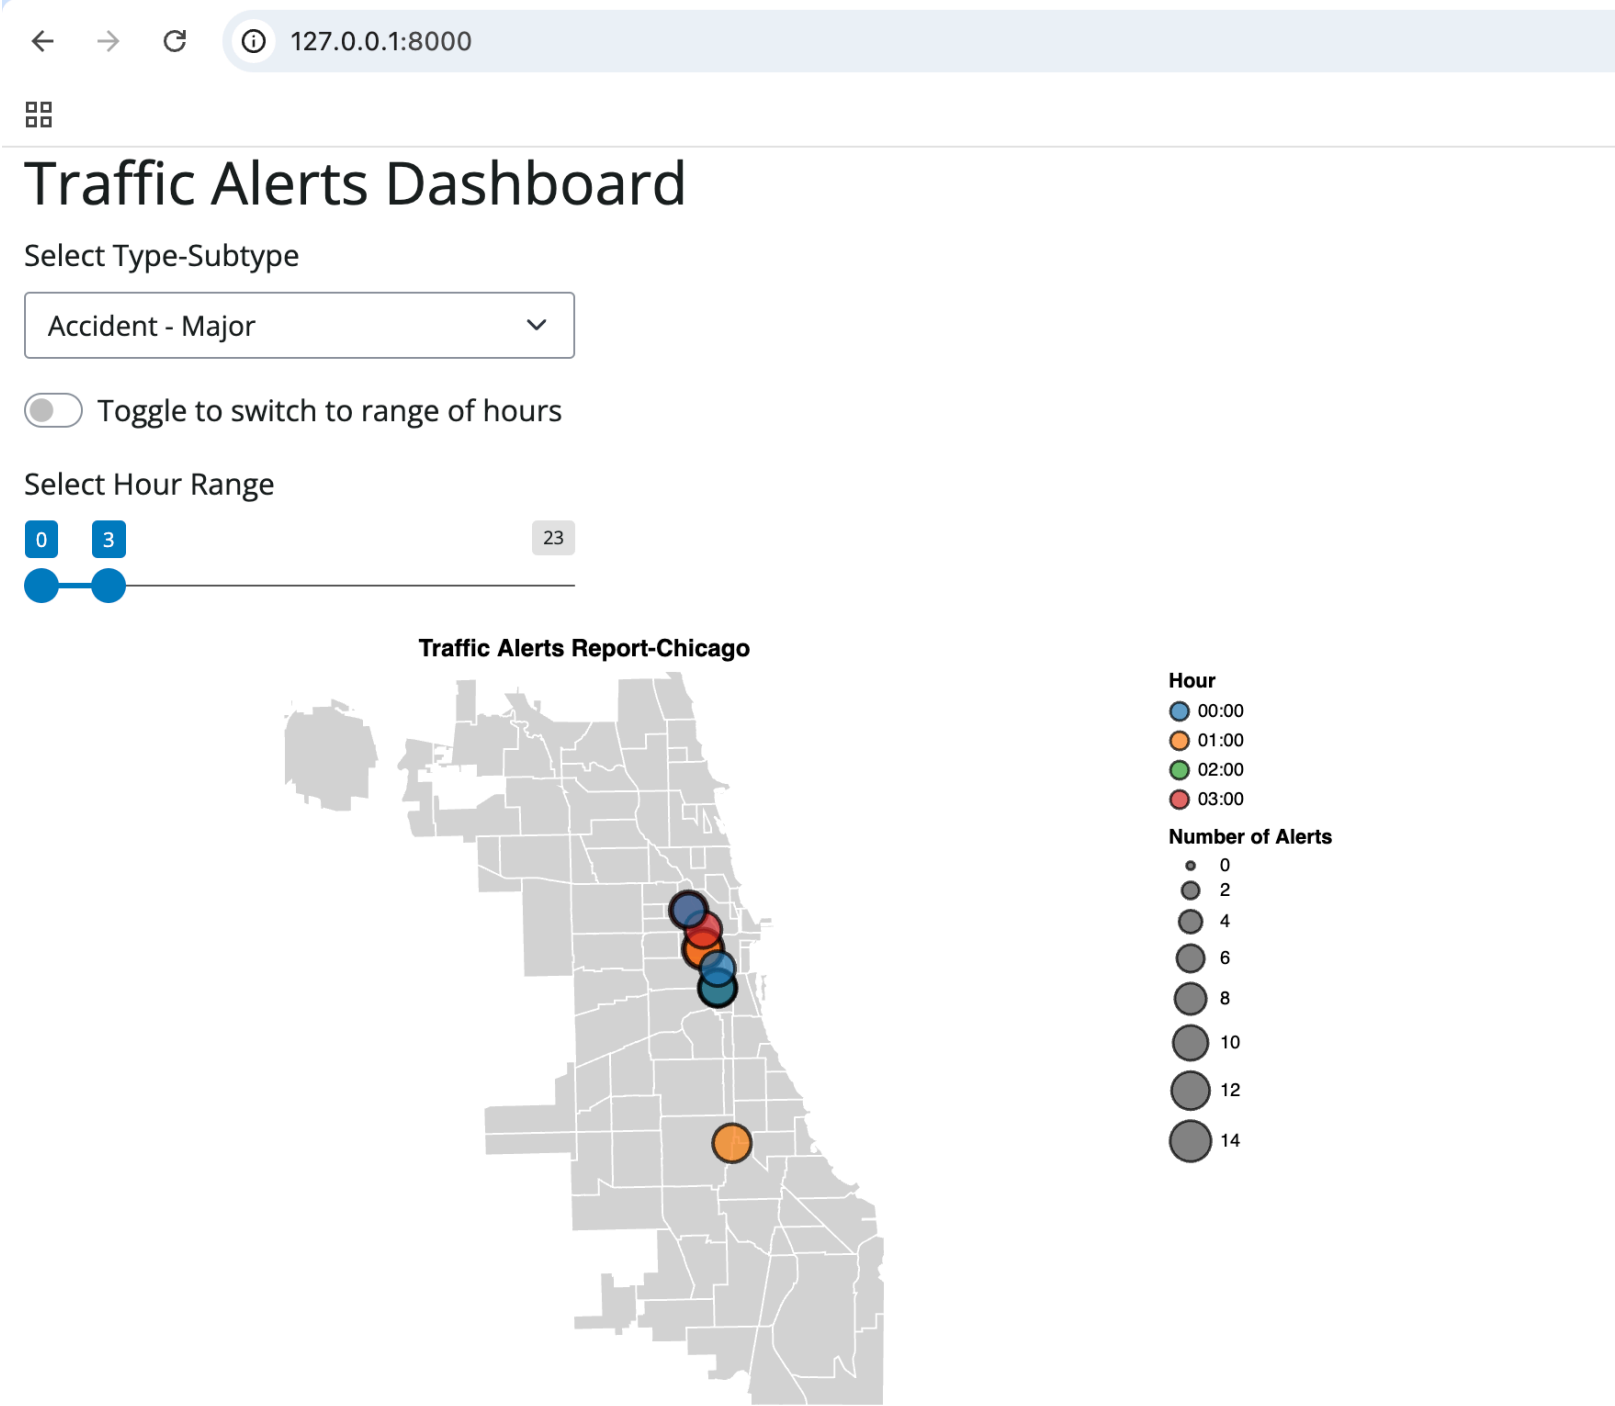 127.0.0.1:8000
Traffic Alerts Dashboard
Select Type-Subtype
Accident - Major
Toggle to switch to range of hours
Select Hour Range
0 3 23
Traffic Alerts Report-Chicago
Hour
00:00
01:00
02:00
03:00
Number of Alerts
0
2
4
6
8
10
12
14